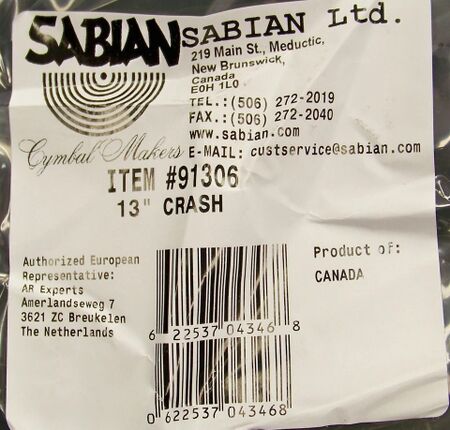 SABIAN
SABIAN Ltd.
219 Main St., Meductic,
New Brunswick,
Canada
E0H 1L0
TEL.:(506) 272-2019
FAX.:(506) 272-2040
www.sabian.com
Cymbal Makers
E-MAIL: custservice@sabian.com
ITEM #91306
13" CRASH
Authorized European
Representative:
AR Experts
Amerlandseweg 7
3621 ZC Breukelen
The Netherlands
Product of:
CANADA
6 22537 04346 8
0 622537 043468